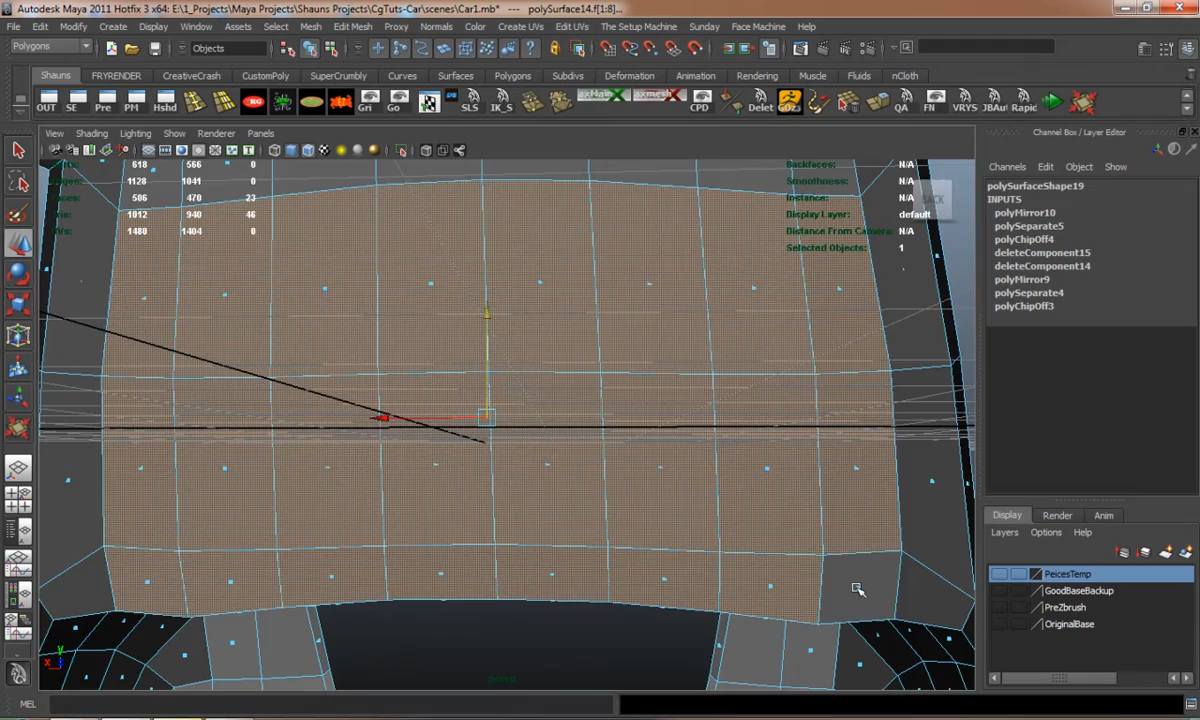 Autodesk Maya 2011 Hotfix 3 x64: E:\1_Projects\Maya Projects\Shauns Projects\CgTuts-Car\scenes\Car1.mb* --- polySurface14.f[1:8]...
File Edit Modify Create Display Window Assets Select Mesh Edit Mesh Proxy Normals Color Create UVs Edit UVs Muscle The Setup Machine Sunday Face Machine Help
Polygons Objects
Shauns FRYRENDER CreativeCrash CustomPoly SuperCrumbly Curves Surfaces Polygons Subdivs Deformation Animation Rendering Muscle Fluids nCloth
OUT SE Pre PM Hshd Gri Go SLS IK_S CPD Delet GOZ QA FN VRYS JBAu Rapic
View Shading Lighting Show Renderer Panels
Channel Box / Layer Editor
Channels Edit Object Show
618 566 0
1128 1041 0
506 470 23
1012 940 46
1480 1404 0
Backfaces: N/A
Smoothness: N/A
Instance: N/A
Display Layer: default
Distance From Camera: N/A
Selected Objects: 1
BACK
polySurfaceShape19
INPUTS
polyMirror10
polySeparate5
polyChipOff4
deleteComponent15
deleteComponent14
polyMirror9
polySeparate4
polyChipOff3
Display Render Anim
Layers Options Help
PeicesTemp
GoodBaseBackup
PreZbrush
OriginalBase
persp
MEL